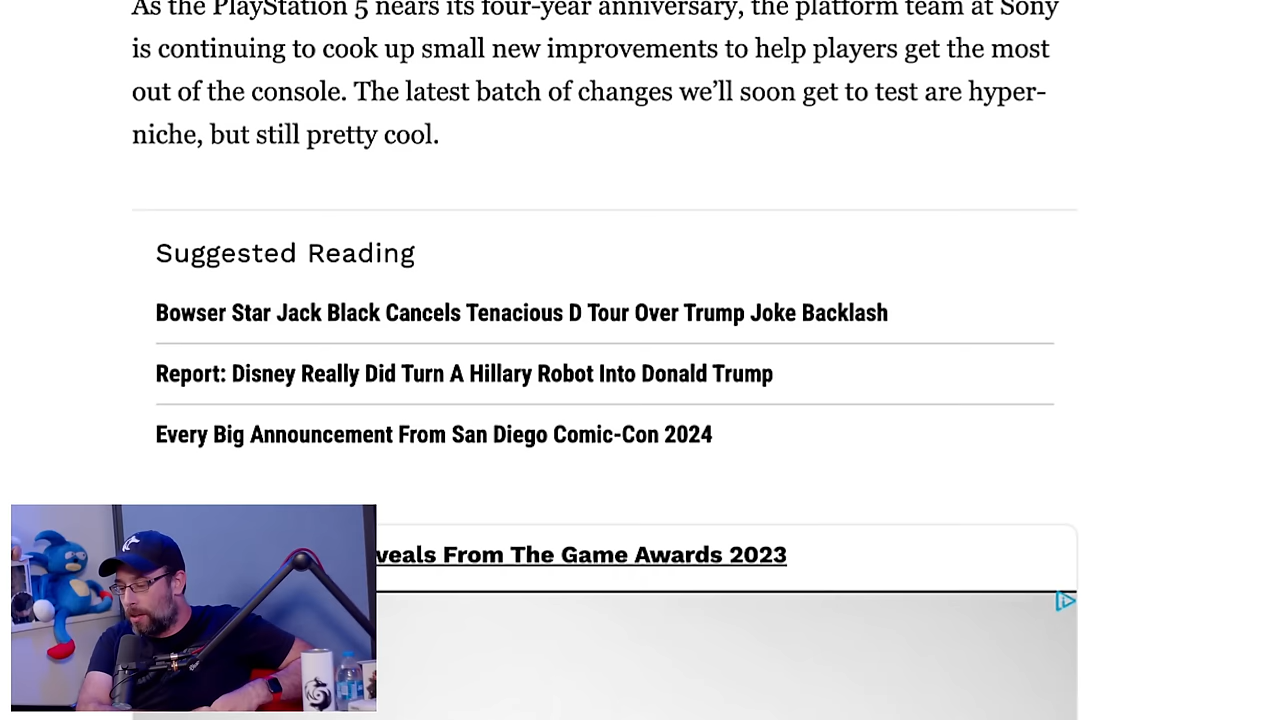 As the PlayStation 5 nears its four-year anniversary, the platform team at Sony
is continuing to cook up small new improvements to help players get the most
out of the console. The latest batch of changes we’ll soon get to test are hyper-
niche, but still pretty cool.
Suggested Reading
Bowser Star Jack Black Cancels Tenacious D Tour Over Trump Joke Backlash
Report: Disney Really Did Turn A Hillary Robot Into Donald Trump
Every Big Announcement From San Diego Comic-Con 2024
veals From The Game Awards 2023